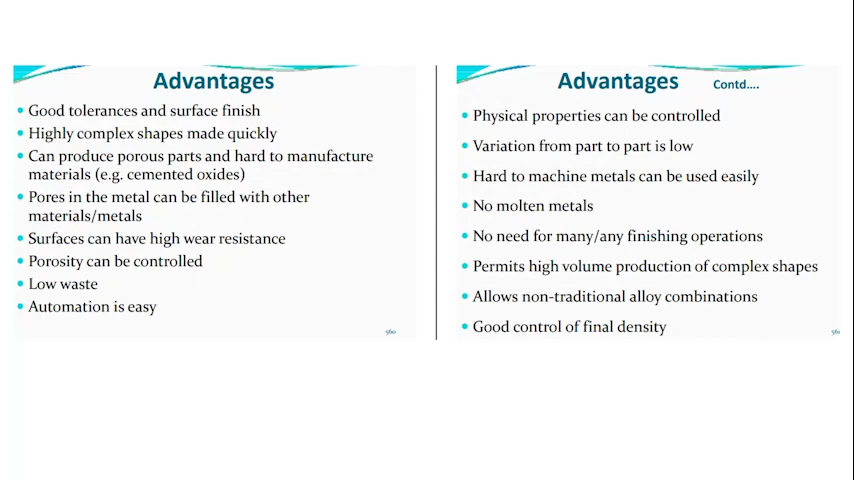 Advantages
• Good tolerances and surface finish
• Highly complex shapes made quickly
• Can produce porous parts and hard to manufacture
materials (e.g. cemented oxides)
• Pores in the metal can be filled with other
materials/metals
• Surfaces can have high wear resistance
• Porosity can be controlled
• Low waste
• Automation is easy
560
Advantages Contd....
• Physical properties can be controlled
• Variation from part to part is low
• Hard to machine metals can be used easily
• No molten metals
• No need for many/any finishing operations
• Permits high volume production of complex shapes
• Allows non-traditional alloy combinations
• Good control of final density
561